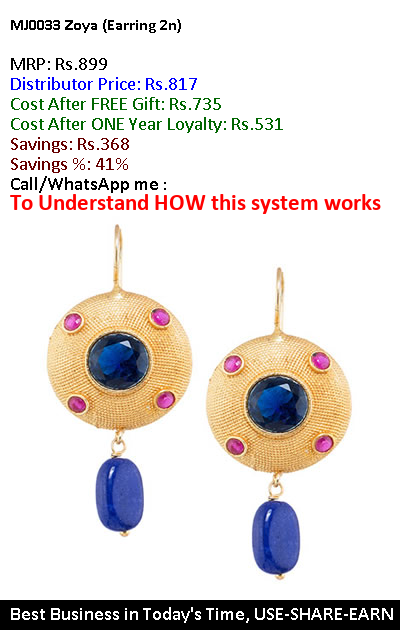 MJ0033 Zoya (Earring 2n)
MRP: Rs.899
Distributor Price: Rs.817
Cost After FREE Gift: Rs.735
Cost After ONE Year Loyalty: Rs.531
Savings: Rs.368
Savings %: 41%
Call/WhatsApp me :
To Understand HOW this system works
Best Business in Today's Time, USE-SHARE-EARN